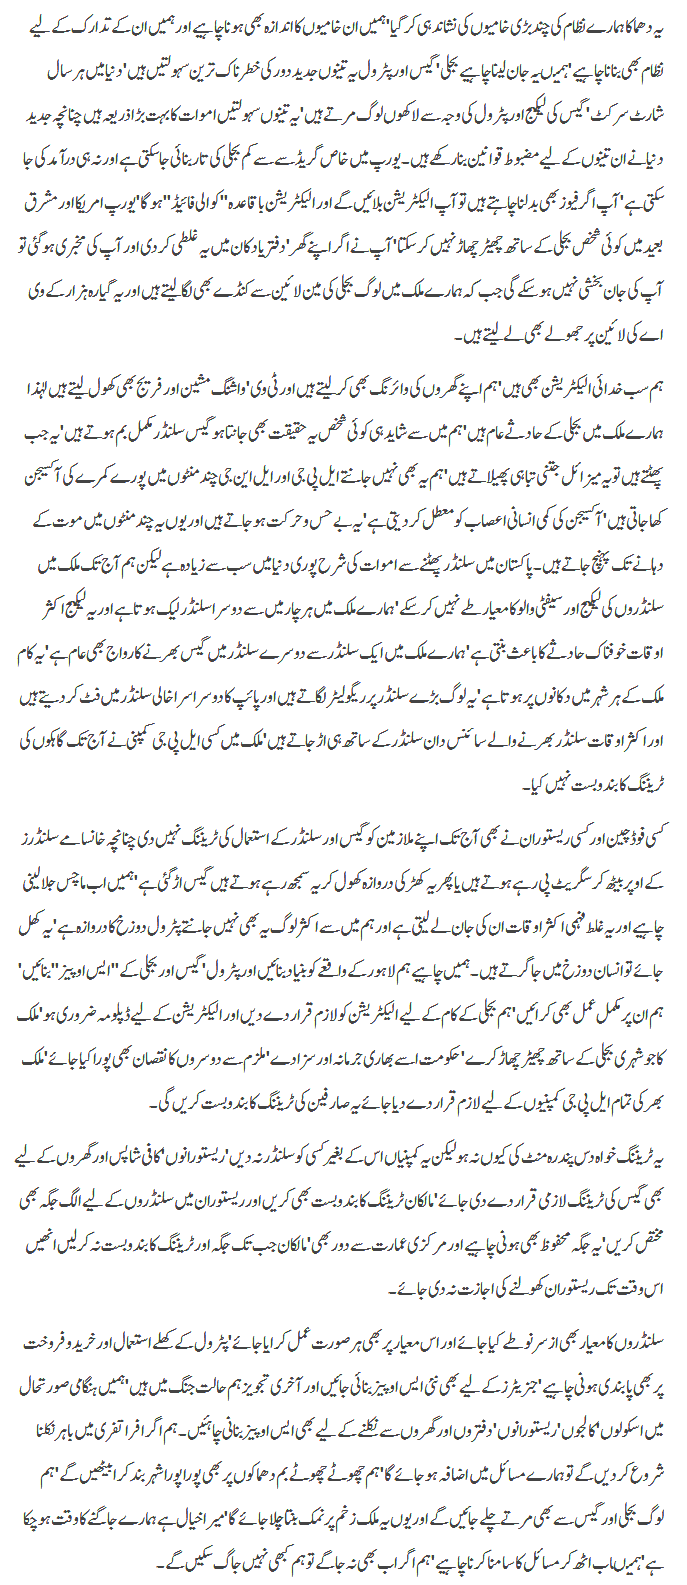 یہ دھماکا ہمارے نظام کی چند بڑی خامیوں کی نشاندہی کر گیا' ہمیں ان خامیوں کا اندازہ بھی ہونا چاہیے اور ہمیں ان کے تدارک کے لیے
نظام بھی بنانا چاہیے' ہمیں یہ جان لینا چاہیے بجلی' گیس اور پٹرول یہ تینوں جدید دور کی خطرناک ترین سہولتیں ہیں' دنیا میں ہر سال
شارٹ سرکٹ' گیس کی لیکیج اور پٹرول کی وجہ سے لاکھوں لوگ مرتے ہیں' یہ تینوں سہولتیں اموات کا بہت بڑا ذریعہ ہیں چنانچہ جدید
دنیا نے ان تینوں کے لیے مضبوط قوانین بنا رکھے ہیں۔ یورپ میں خاص گریڈ سے کم بجلی کی تار بنائی جا سکتی ہے اور نہ ہی درآمد کی جا
سکتی ہے' آپ اگر فیوز بھی بدلنا چاہتے ہیں تو آپ الیکٹریشن بلائیں گے اور الیکٹریشن باقاعدہ "کوالی فائیڈ" ہو گا' یورپ امریکا اور مشرق
بعید میں کوئی شخص بجلی کے ساتھ چھیڑ چھاڑ نہیں کر سکتا' آپ نے اگر اپنے گھر' دفتر یا دکان میں یہ غلطی کر دی اور آپ کی مخبری ہو گئی تو
آپ کی جان بخشی نہیں ہو سکے گی جب کہ ہمارے ملک میں لوگ بجلی کی مین لائین سے کنڈے بھی لگا لیتے ہیں اور یہ گیارہ ہزار کے وی
اے کی لائین پر جھولے بھی لے لیتے ہیں۔
ہم سب خدائی الیکٹریشن بھی ہیں' ہم اپنے گھروں کی وائرنگ بھی کر لیتے ہیں اور ٹی وی' واشنگ مشین اور فریج بھی کھول لیتے ہیں لہٰذا
ہمارے ملک میں بجلی کے حادثے عام ہیں' ہم میں سے شاید ہی کوئی شخص یہ حقیقت بھی جانتا ہو گیس سلنڈر مکمل بم ہوتے ہیں' یہ جب
پھٹتے ہیں تو یہ میزائل جتنی تباہی پھیلاتے ہیں' ہم یہ بھی نہیں جانتے ایل پی جی اور ایل این جی چند منٹوں میں پورے کمرے کی آکسیجن
کھا جاتی ہیں' آکسیجن کی کمی انسانی اعصاب کو معطل کر دیتی ہے' یہ بے حس و حرکت ہو جاتے ہیں اور یوں یہ چند منٹوں میں موت کے
دہانے تک پہنچ جاتے ہیں۔ پاکستان میں سلنڈر پھٹنے سے اموات کی شرح پوری دنیا میں سب سے زیادہ ہے لیکن ہم آج تک ملک میں
سلنڈروں کی لیکیج اور سیفٹی والو کا معیار طے نہیں کر سکے' ہمارے ملک میں ہر چار میں سے دوسرا سلنڈر لیک ہوتا ہے اور یہ لیکیج اکثر
اوقات خوفناک حادثے کا باعث بنتی ہے' ہمارے ملک میں ایک سلنڈر سے دوسرے سلنڈر میں گیس بھرنے کا رواج بھی عام ہے' یہ کام
ملک کے ہر شہر میں دکانوں پر ہوتا ہے' یہ لوگ بڑے سلنڈر پر ریگولیٹر لگاتے ہیں اور پائپ کا دوسرا سرا خالی سلنڈر میں فٹ کر دیتے ہیں
اور اکثر اوقات سلنڈر بھرنے والے سائنس دان سلنڈر کے ساتھ ہی اڑ جاتے ہیں' ملک میں کسی ایل پی جی کمپنی نے آج تک گاہکوں کی
ٹریننگ کا بندوبست نہیں کیا۔
کسی فوڈ چین اور کسی ریستوران نے بھی آج تک اپنے ملازمین کو گیس اور سلنڈر کے استعمال کی ٹریننگ نہیں دی چنانچہ خانسامے سلنڈرز
کے اوپر بیٹھ کر سگریٹ پی رہے ہوتے ہیں یا پھر یہ کھڑکی دروازہ کھول کر یہ سمجھ رہے ہوتے ہیں گیس اڑ گئی ہے' ہمیں اب ماچس جلا لینی
چاہیے اور یہ غلط فہمی اکثر اوقات ان کی جان لے لیتی ہے اور ہم میں سے اکثر لوگ یہ بھی نہیں جانتے پٹرول دوزخ کا دروازہ ہے' یہ کھل
جائے تو انسان دوزخ میں جا گرتے ہیں۔ ہمیں چاہیے ہم لاہور کے واقعے کو بنیاد بنائیں اور پٹرول' گیس اور بجلی کے "ایس او پیز" بنائیں'
ہم ان پر مکمل عمل بھی کرائیں' ہم بجلی کے کام کے لیے الیکٹریشن کو لازم قرار دے دیں اور الیکٹریشن کے لیے ڈپلومہ ضروری ہو' ملک
کا جو شہری بجلی کے ساتھ چھیڑ چھاڑ کرے' حکومت اسے بھاری جرمانہ اور سزا دے' ملزم سے دوسروں کا نقصان بھی پورا کیا جائے' ملک
بھر کی تمام ایل پی جی کمپنیوں کے لیے لازم قرار دے دیا جائے یہ صارفین کی ٹریننگ کا بندوبست کریں گی۔
یہ ٹریننگ خواہ دس پندرہ منٹ کی کیوں نہ ہو لیکن یہ کمپنیاں اس کے بغیر کسی کو سلنڈر نہ دیں' ریستورانوں' کافی شاپس اور گھروں کے لیے
بھی گیس کی ٹریننگ لازمی قرار دے دی جائے' مالکان ٹریننگ کا بندوبست بھی کریں اور ریستوران میں سلنڈروں کے لیے الگ جگہ بھی
مختص کریں' یہ جگہ محفوظ بھی ہونی چاہیے اور مرکزی عمارت سے دور بھی' مالکان جب تک جگہ اور ٹریننگ کا بندوبست نہ کر لیں انھیں
اس وقت تک ریستوران کھولنے کی اجازت نہ دی جائے۔
سلنڈروں کا معیار بھی از سر نو طے کیا جائے اور اس معیار پر بھی ہر صورت عمل کرایا جائے' پٹرول کے کھلے استعمال اور خرید و فروخت
پر بھی پابندی ہونی چاہیے' جنریٹرز کے لیے بھی نئی ایس او پیز بنائی جائیں اور آخری تجویز ہم حالت جنگ میں ہیں' ہمیں ہنگامی صورتحال
میں اسکولوں' کالجوں' ریستورانوں' دفتروں اور گھروں سے نکلنے کے لیے بھی ایس او پیز بنانی چاہئیں۔ ہم اگر افراتفری میں باہر نکلنا
شروع کر دیں گے تو ہمارے مسائل میں اضافہ ہو جائے گا' ہم چھوٹے چھوٹے بم دھماکوں پر بھی پورا پورا شہر بند کرا بیٹھیں گے' ہم
لوگ بجلی اور گیس سے بھی مرتے چلے جائیں گے اور یوں یہ ملک زخم پر نمک بنتا چلا جائے گا' میرا خیال ہے ہمارے جاگنے کا وقت ہو چکا
ہے' ہمیں اب اٹھ کر مسائل کا سامنا کرنا چاہیے' ہم اگر اب بھی نہ جاگے تو ہم کبھی نہیں جاگ سکیں گے۔